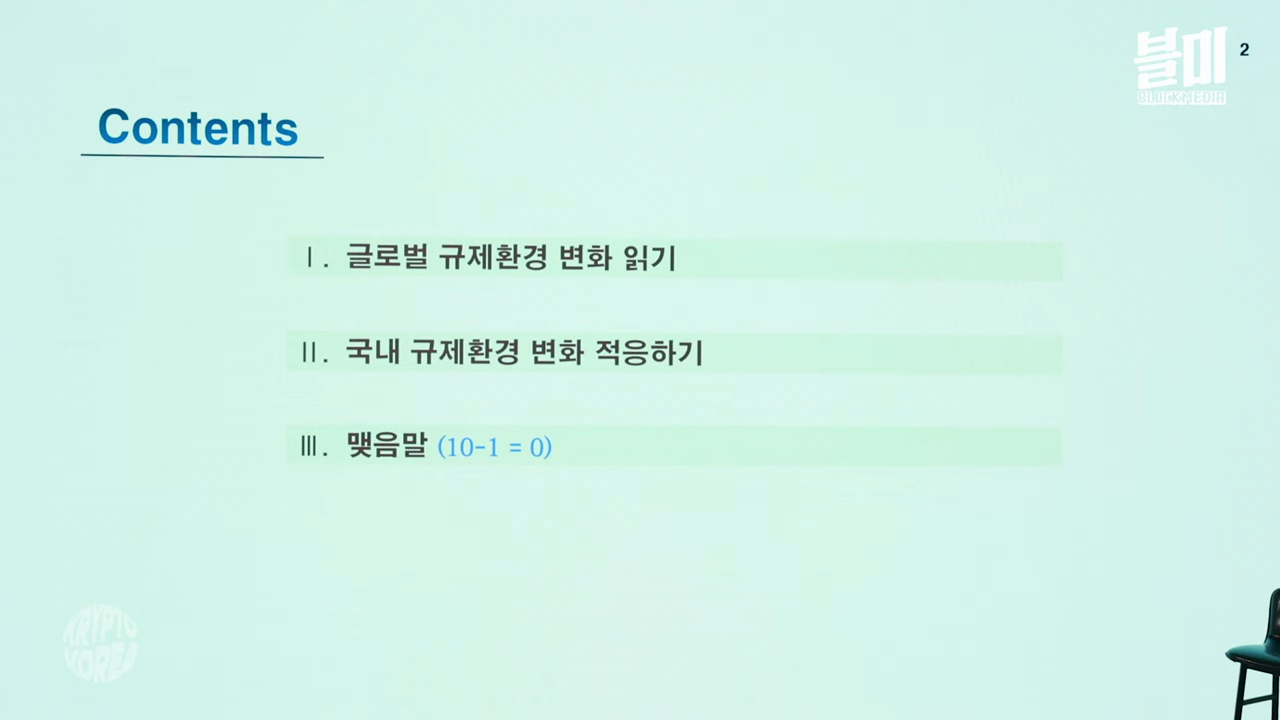 블미
BLOCKMEDIA
2
Contents
Ⅰ. 글로벌 규제환경 변화 읽기
Ⅱ. 국내 규제환경 변화 적응하기
Ⅲ. 맺음말 (10-1 = 0)
KRYPTO
KOREA